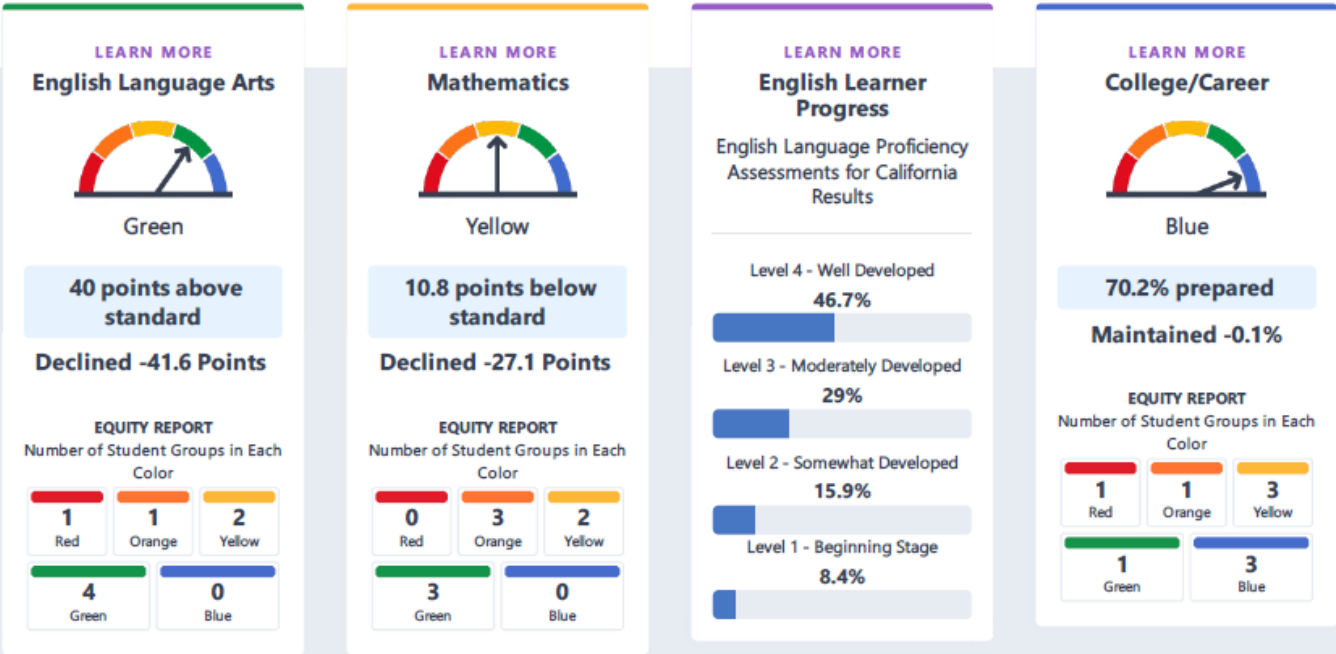 LEARN MORE
English Language Arts
Green
40 points above
standard
Declined -41.6 Points
EQUITY REPORT
Number of Student Groups in Each
Color
1
Red
1
Orange
2
Yellow
4
Green
0
Blue
LEARN MORE
Mathematics
Yellow
10.8 points below
standard
Declined -27.1 Points
EQUITY REPORT
Number of Student Groups in Each
Color
0
Red
3
Orange
2
Yellow
3
Green
0
Blue
LEARN MORE
English Learner
Progress
English Language Proficiency
Assessments for California
Results
Level 4 - Well Developed
46.7%
Level 3 - Moderately Developed
29%
Level 2 - Somewhat Developed
15.9%
Level 1 - Beginning Stage
8.4%
LEARN MORE
College/Career
Blue
70.2% prepared
Maintained -0.1%
EQUITY REPORT
Number of Student Groups in Each
Color
1
Red
1
Orange
3
Yellow
1
Green
3
Blue